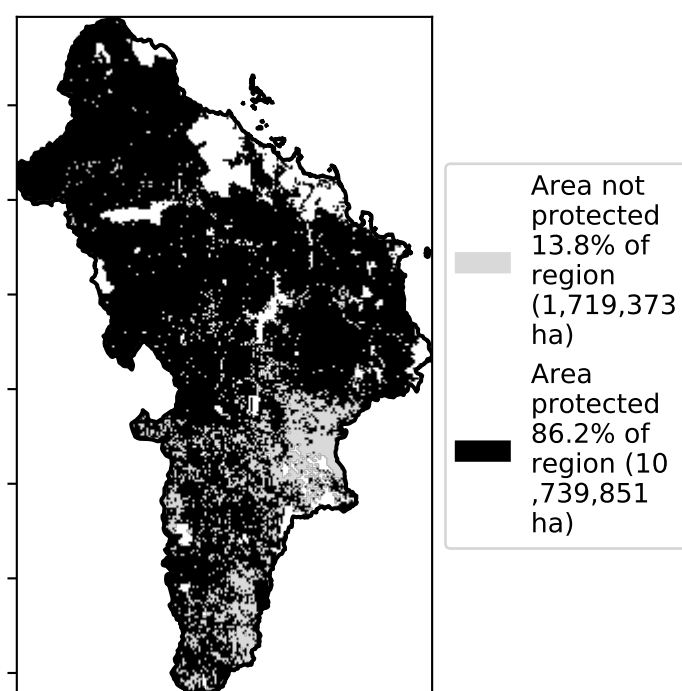 Area not
protected
13.8% of
region
(1,719,373
ha)
Area
protected
86.2% of
region (10
,739,851
ha)